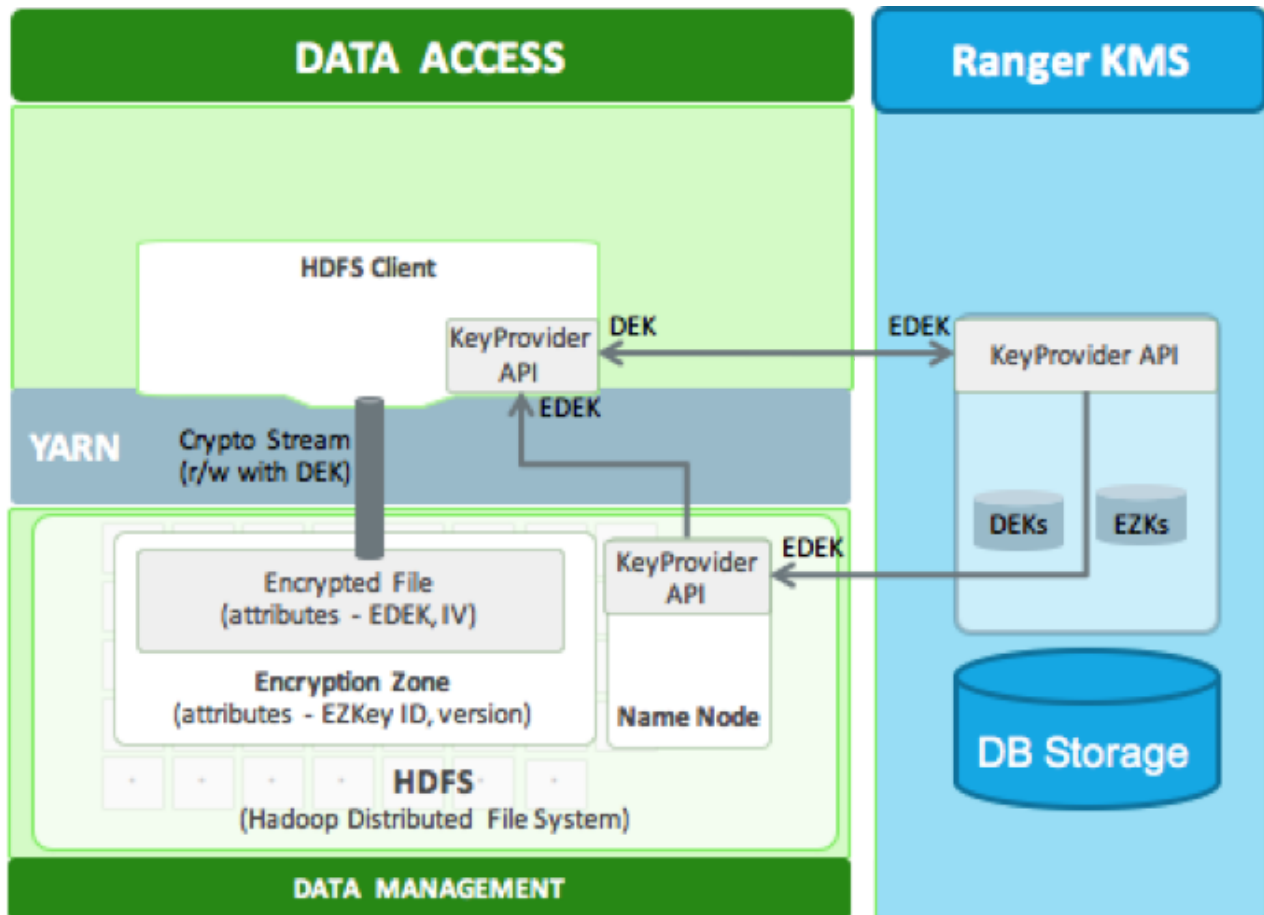 DATA ACCESS
Ranger KMS
HDFS Client
KeyProvider
API
DEK
EDEK
KeyProvider API
EDEK
YARN
Crypto Stream
(r/w with DEK)
DEKs
EZKs
EDEK
KeyProvider
API
Encrypted File
(attributes - EDEK, IV)
Encryption Zone
(attributes - EZKey ID, version)
Name Node
DB Storage
HDFS
(Hadoop Distributed File System)
DATA MANAGEMENT